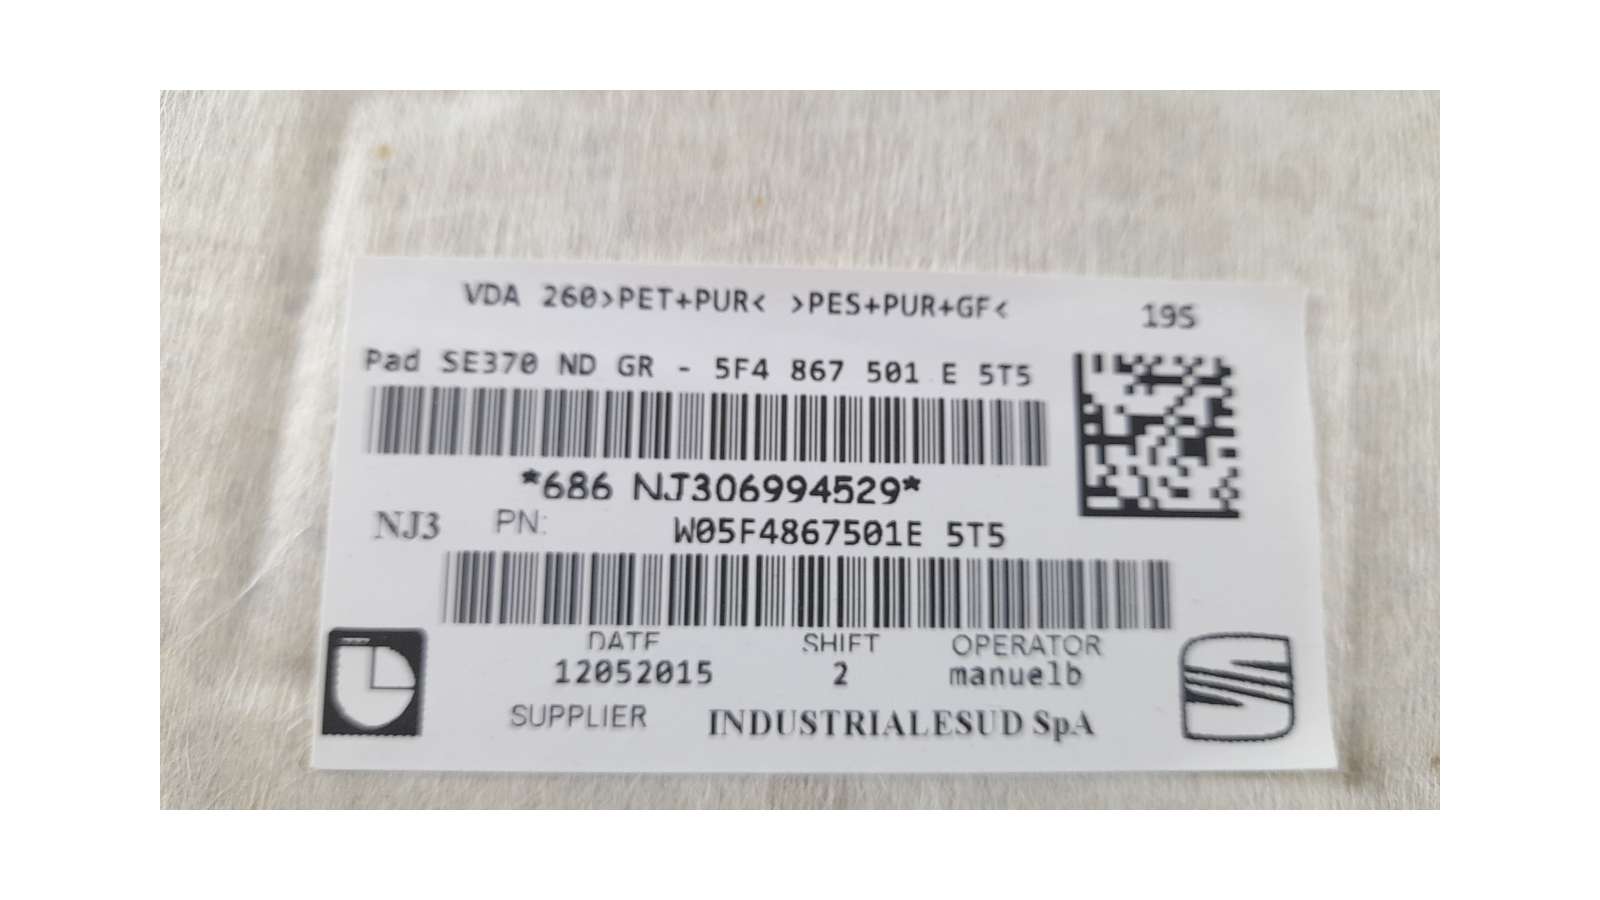 VDA 260>PET+PUR< >PES+PUR+GF<
19S
Pad SE370 ND GR - 5F4 867 501 E 5T5
*686 NJ306994529*
NJ3 PN: W05F4867501E 5T5
DATE SHIFT OPERATOR
12052015 2 manuelb
SUPPLIER INDUSTRIALESUD SpA